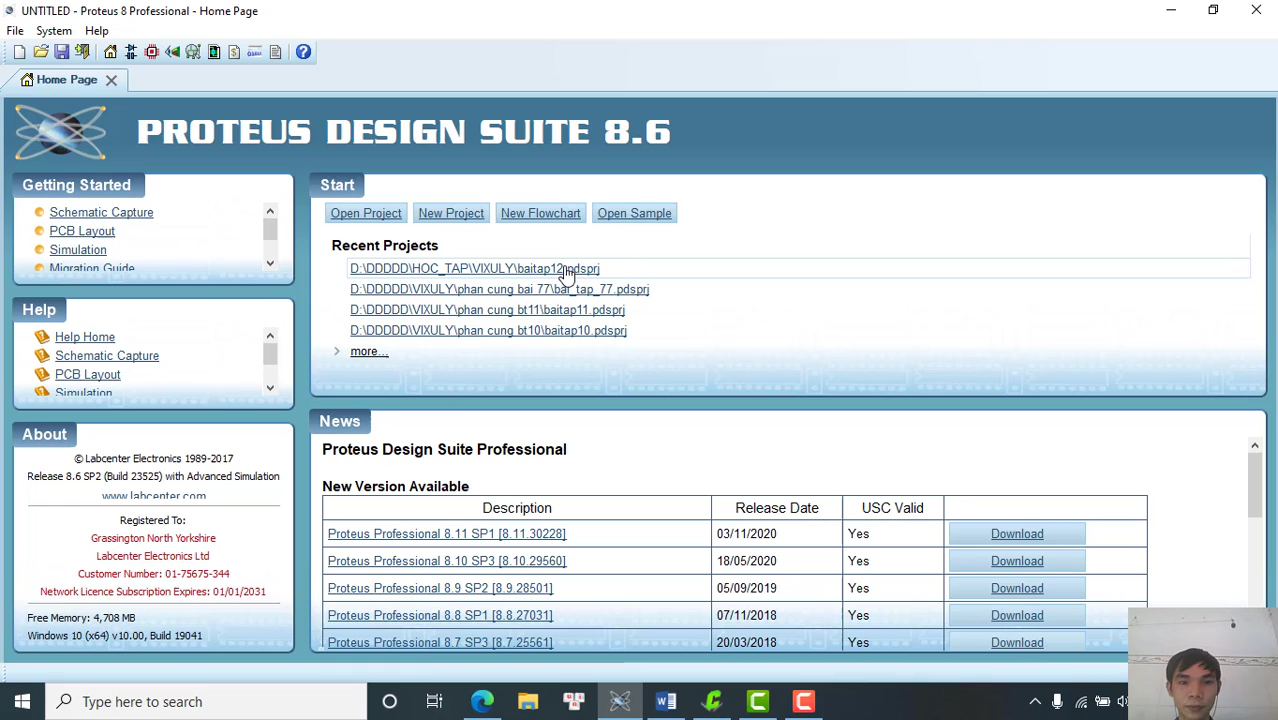 UNTITLED - Proteus 8 Professional - Home Page
File System Help
Home Page
PROTEUS DESIGN SUITE 8.6
Getting Started
Schematic Capture
PCB Layout
Simulation
Migration Guide
Help
Help Home
Schematic Capture
PCB Layout
Simulation
About
© Labcenter Electronics 1989-2017
Release 8.6 SP2 (Build 23525) with Advanced Simulation
www.labcenter.com
Registered To:
Grassington North Yorkshire
Labcenter Electronics Ltd
Customer Number: 01-75675-344
Network Licence Subscription Expires: 01/01/2031
Free Memory: 4,708 MB
Windows 10 (x64) v10.00, Build 19041
Start
Open Project New Project New Flowchart Open Sample
Recent Projects
D:\DDDDD\HOC_TAP\VIXULY\baitap12.pdsprj
D:\DDDDD\VIXULY\phan cung bai 77\bai_tap_77.pdsprj
D:\DDDDD\VIXULY\phan cung bt11\baitap11.pdsprj
D:\DDDDD\VIXULY\phan cung bt10\baitap10.pdsprj
more...
News
Proteus Design Suite Professional
New Version Available
Description Release Date USC Valid
Proteus Professional 8.11 SP1 [8.11.30228] 03/11/2020 Yes Download
Proteus Professional 8.10 SP3 [8.10.29560] 18/05/2020 Yes Download
Proteus Professional 8.9 SP2 [8.9.28501] 05/09/2019 Yes Download
Proteus Professional 8.8 SP1 [8.8.27031] 07/11/2018 Yes Download
Proteus Professional 8.7 SP3 [8.7.25561] 20/03/2018 Yes Download
Type here to search